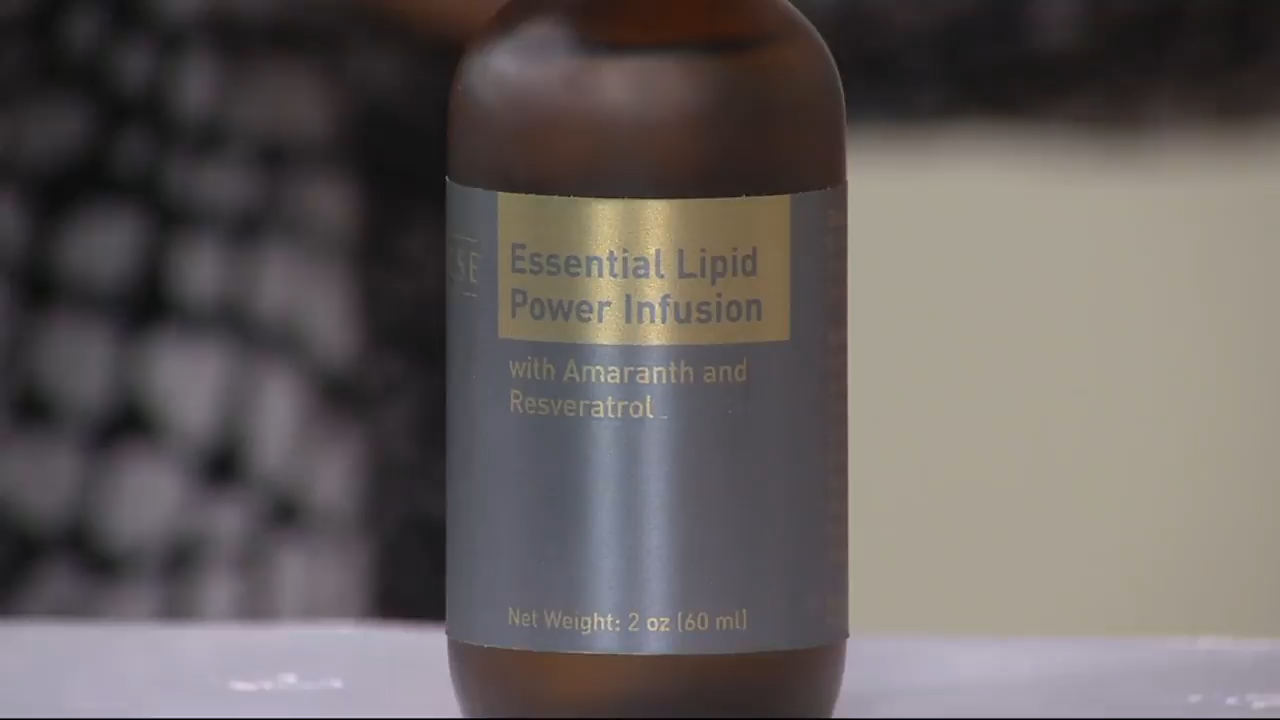 Essential Lipid
Power Infusion
with Amaranth and
Resveratrol
Net Weight: 2 oz (60 ml)